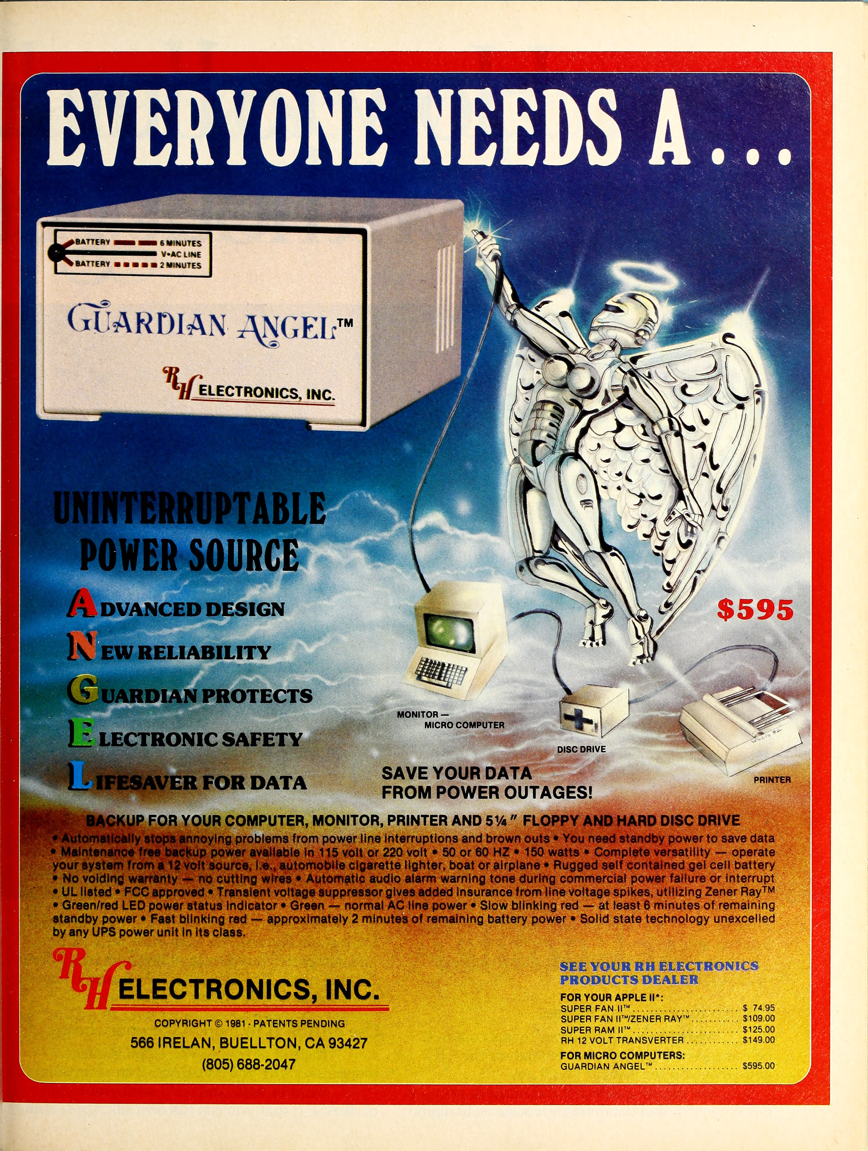 EVERYONE NEEDS A...
BATTERY 6 MINUTES
V•AC LINE
BATTERY 2 MINUTES
GUARDIAN ANGEL™
RH ELECTRONICS, INC.
UNINTERRUPTABLE
POWER SOURCE
ADVANCED DESIGN
NEW RELIABILITY
GUARDIAN PROTECTS
ELECTRONIC SAFETY
LIFESAVER FOR DATA
$595
MONITOR —
MICRO COMPUTER
DISC DRIVE
PRINTER
SAVE YOUR DATA
FROM POWER OUTAGES!
BACKUP FOR YOUR COMPUTER, MONITOR, PRINTER AND 5¼" FLOPPY AND HARD DISC DRIVE
• Automatically stops annoying problems from power line interruptions and brown outs • You need standby power to save data
• Maintenance free backup power available in 115 volt or 220 volt • 50 or 60 HZ • 150 watts • Complete versatility — operate
your system from a 12 volt source, i.e., automobile cigarette lighter, boat or airplane • Rugged self contained gel cell battery
• No voiding warranty — no cutting wires • Automatic audio alarm warning tone during commercial power failure or interrupt
• UL listed • FCC approved • Transient voltage suppressor gives added insurance from line voltage spikes, utilizing Zener Ray™
• Green/red LED power status indicator • Green — normal AC line power • Slow blinking red — at least 6 minutes of remaining
standby power • Fast blinking red — approximately 2 minutes of remaining battery power • Solid state technology unexcelled
by any UPS power unit in its class.
RH ELECTRONICS, INC.
COPYRIGHT © 1981 - PATENTS PENDING
566 IRELAN, BUELLTON, CA 93427
(805) 688-2047
SEE YOUR RH ELECTRONICS
PRODUCTS DEALER
FOR YOUR APPLE II*:
SUPER FAN II™ .......... $ 74.95
SUPER FAN II™/ZENER RAY™ .......... $109.00
SUPER RAM II™ .......... $125.00
RH 12 VOLT TRANSVERTER .......... $149.00
FOR MICRO COMPUTERS:
GUARDIAN ANGEL™ .......... $595.00